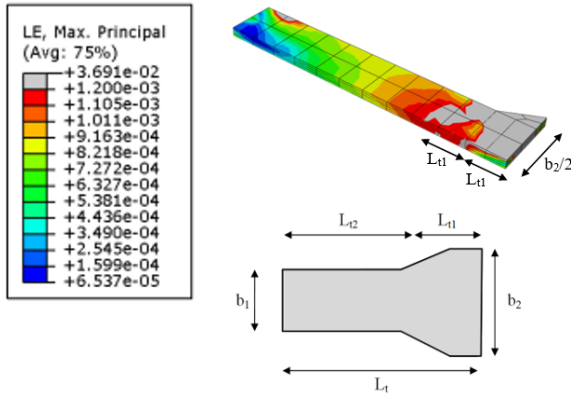 LE, Max. Principal
(Avg: 75%)
+3.691e-02
+1.200e-03
+1.105e-03
+1.011e-03
+9.163e-04
+8.218e-04
+7.272e-04
+6.327e-04
+5.381e-04
+4.436e-04
+3.490e-04
+2.545e-04
+1.599e-04
+6.537e-05
Lt1
Lt1
b2/2
Lt2
Lt1
b1
b2
Lt